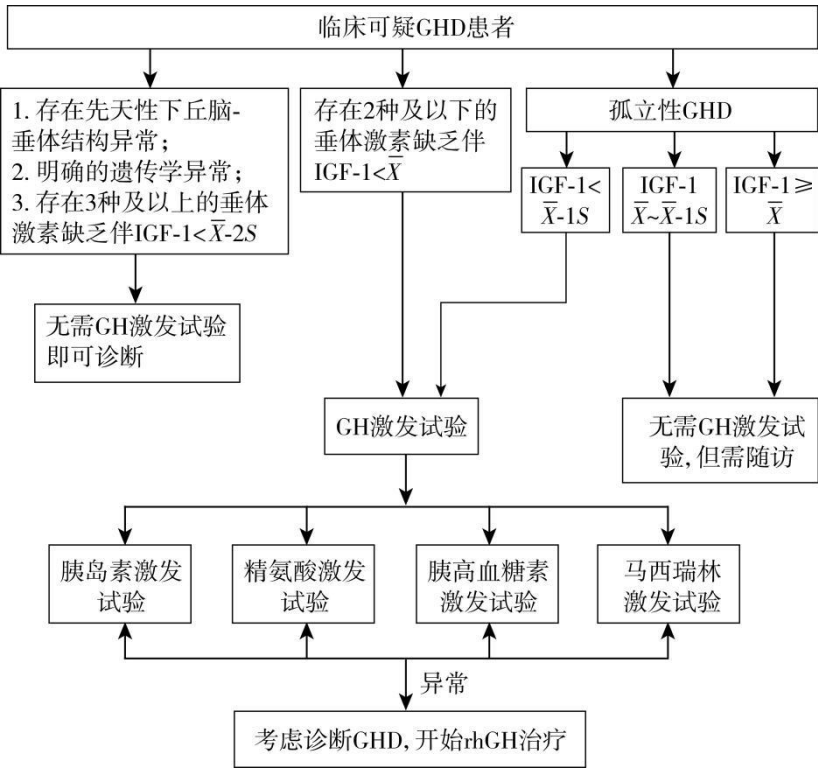 临床可疑GHD患者
1. 存在先天性下丘脑-
垂体结构异常；
2. 明确的遗传学异常；
3. 存在3种及以上的垂体
激素缺乏伴IGF-1<X̅-2S
存在2种及以下的
垂体激素缺乏伴
IGF-1<X̅
孤立性GHD
IGF-1<
X̅-1S
IGF-1
X̅~X̅-1S
IGF-1≥
X̅
无需GH激发试验
即可诊断
GH激发试验
无需GH激发试
验，但需随访
胰岛素激发
试验
精氨酸激发
试验
胰高血糖素
激发试验
马西瑞林
激发试验
异常
考虑诊断GHD，开始rhGH治疗